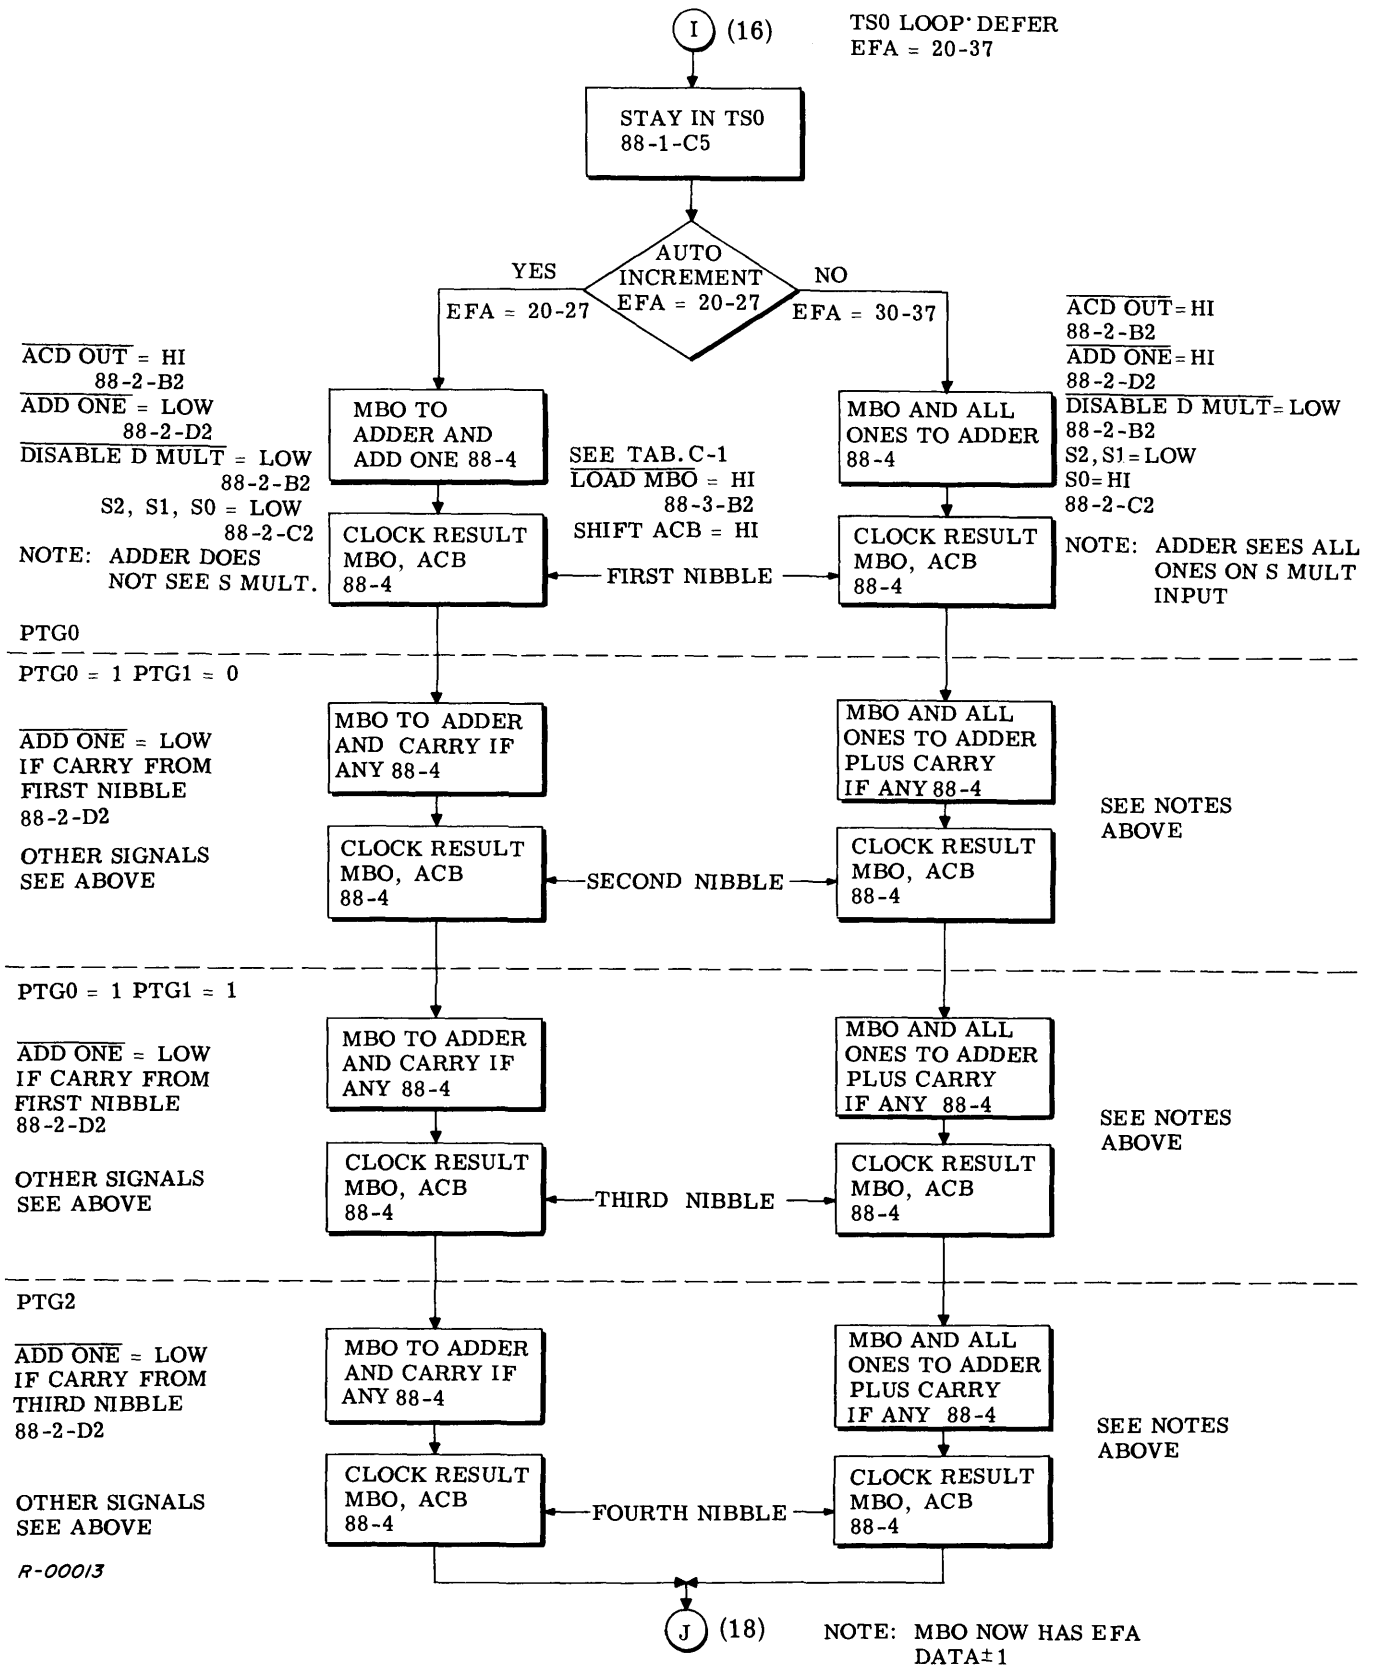 I (16)
TS0 LOOP· DEFER
EFA = 20-37
STAY IN TS0
88-1-C5
AUTO
INCREMENT
EFA = 20-27
YES
EFA = 20-27
NO
EFA = 30-37
ACD OUT = HI
88-2-B2
ADD ONE = LOW
88-2-D2
DISABLE D MULT = LOW
88-2-B2
S2, S1, S0 = LOW
88-2-C2
NOTE: ADDER DOES
NOT SEE S MULT.
MBO TO
ADDER AND
ADD ONE 88-4
CLOCK RESULT
MBO, ACB
88-4
SEE TAB. C-1
LOAD MBO = HI
88-3-B2
SHIFT ACB = HI
FIRST NIBBLE
MBO AND ALL
ONES TO ADDER
88-4
CLOCK RESULT
MBO, ACB
88-4
ACD OUT = HI
88-2-B2
ADD ONE = HI
88-2-D2
DISABLE D MULT = LOW
88-2-B2
S2, S1 = LOW
S0 = HI
88-2-C2
NOTE: ADDER SEES ALL
ONES ON S MULT
INPUT
PTG0
PTG0 = 1 PTG1 = 0
ADD ONE = LOW
IF CARRY FROM
FIRST NIBBLE
88-2-D2
OTHER SIGNALS
SEE ABOVE
MBO TO ADDER
AND CARRY IF
ANY 88-4
CLOCK RESULT
MBO, ACB
88-4
SECOND NIBBLE
MBO AND ALL
ONES TO ADDER
PLUS CARRY
IF ANY 88-4
CLOCK RESULT
MBO, ACB
88-4
SEE NOTES
ABOVE
PTG0 = 1 PTG1 = 1
ADD ONE = LOW
IF CARRY FROM
FIRST NIBBLE
88-2-D2
OTHER SIGNALS
SEE ABOVE
MBO TO ADDER
AND CARRY IF
ANY 88-4
CLOCK RESULT
MBO, ACB
88-4
THIRD NIBBLE
MBO AND ALL
ONES TO ADDER
PLUS CARRY
IF ANY 88-4
CLOCK RESULT
MBO, ACB
88-4
SEE NOTES
ABOVE
PTG2
ADD ONE = LOW
IF CARRY FROM
THIRD NIBBLE
88-2-D2
OTHER SIGNALS
SEE ABOVE
MBO TO ADDER
AND CARRY IF
ANY 88-4
CLOCK RESULT
MBO, ACB
88-4
FOURTH NIBBLE
MBO AND ALL
ONES TO ADDER
PLUS CARRY
IF ANY 88-4
CLOCK RESULT
MBO, ACB
88-4
SEE NOTES
ABOVE
R-00013
J (18)
NOTE: MBO NOW HAS EFA
DATA±1